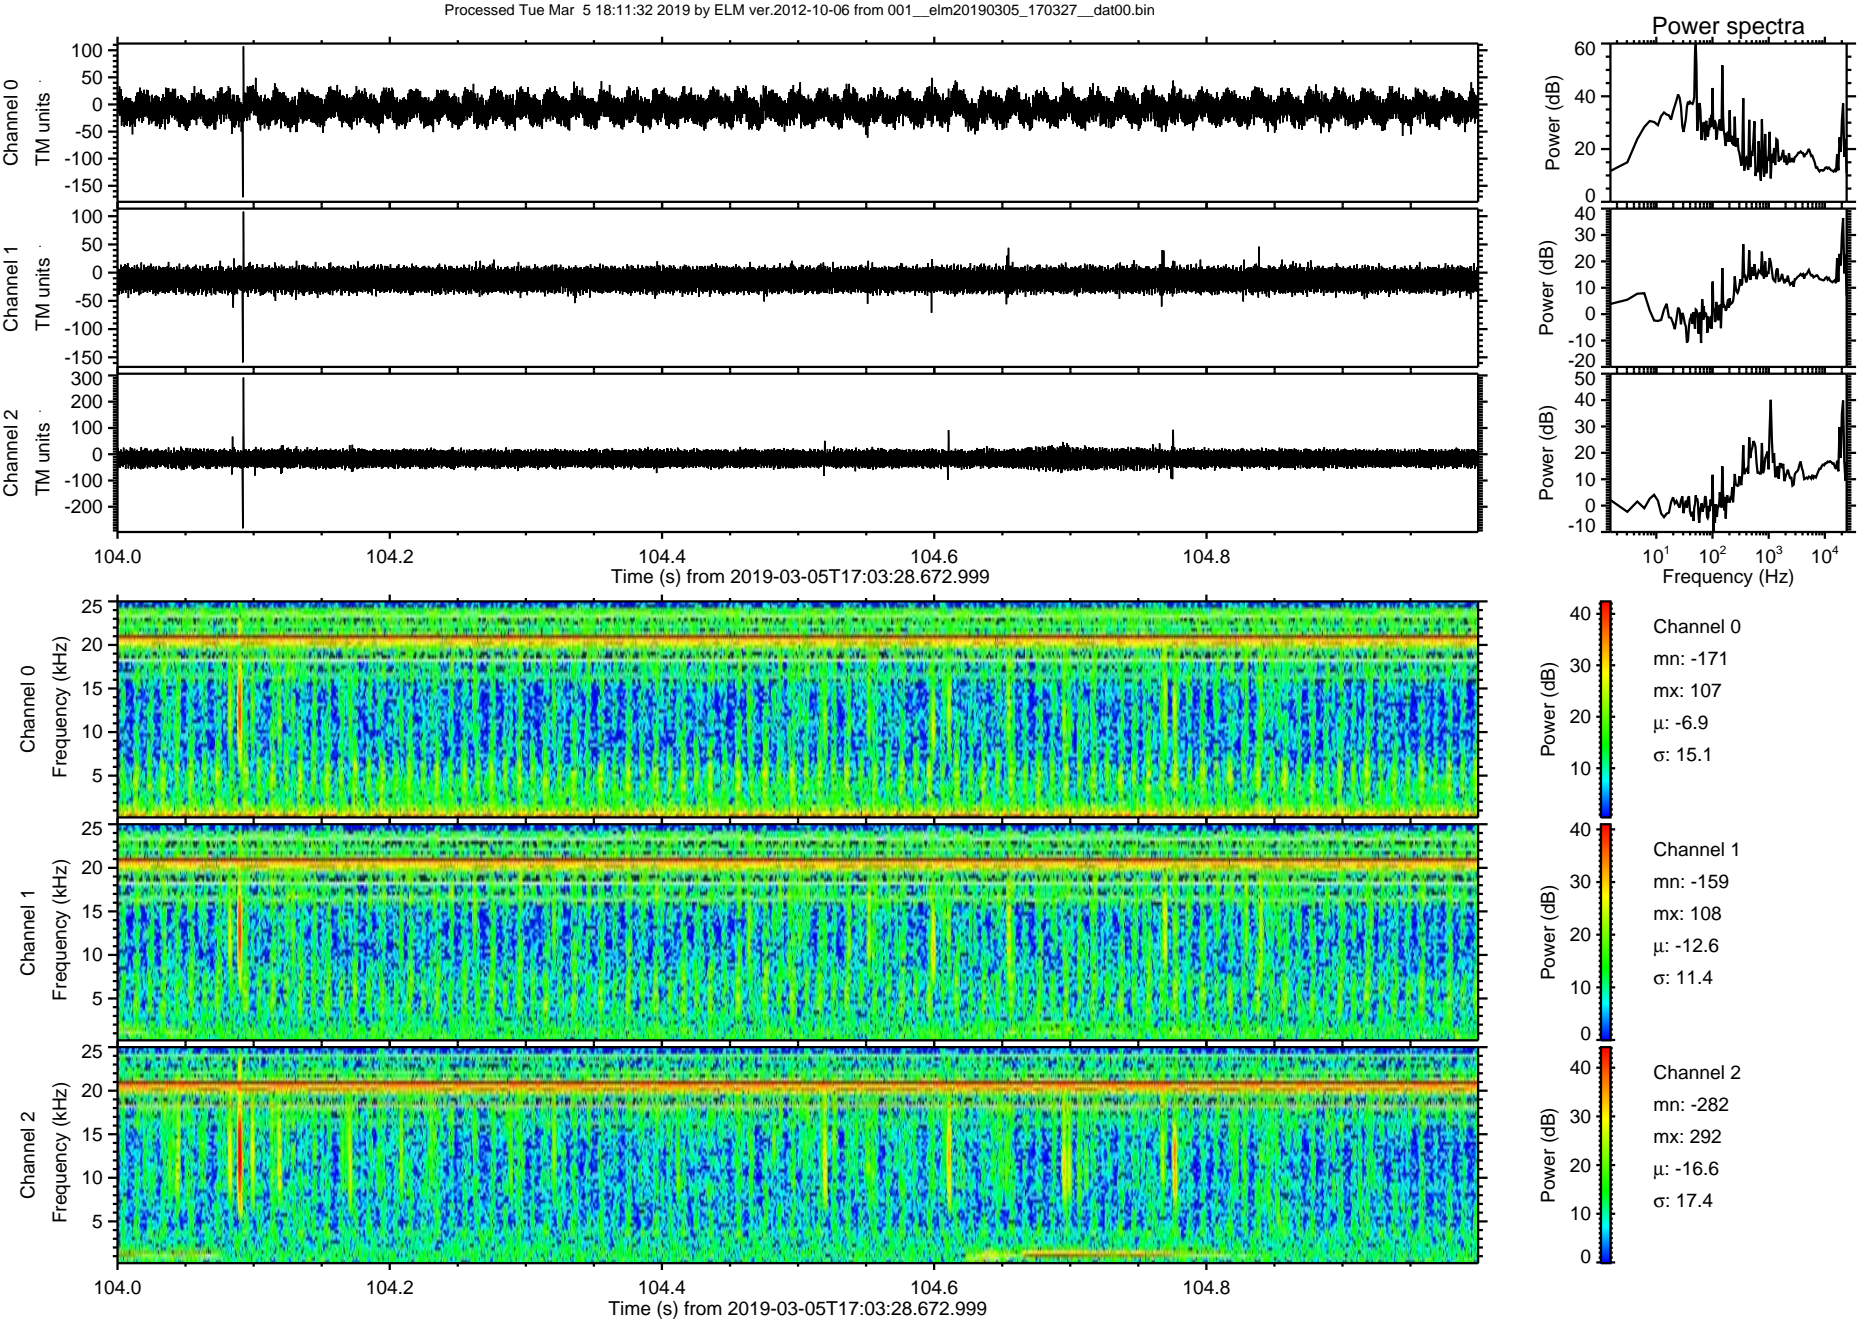 Processed Tue Mar  5 18:11:32 2019 by ELM ver.2012-10-06 from 001__elm20190305_170327__dat00.bin
Power spectra
Channel 0
TM units
100
50
0
-50
-100
-150
Power (dB)
60
40
20
0
Channel 1
TM units
100
50
0
-50
-100
-150
Power (dB)
40
30
20
10
0
-10
-20
Channel 2
TM units
300
200
100
0
-100
-200
Power (dB)
50
40
30
20
10
0
-10
104.0 104.2 104.4 104.6 104.8
Time (s) from 2019-03-05T17:03:28.672.999
10¹ 10² 10³ 10⁴
Frequency (Hz)
Channel 0
Frequency (kHz)
25
20
15
10
5
Power (dB)
40
30
20
10
Channel 0
mn: -171
mx: 107
µ: -6.9
σ: 15.1
Channel 1
Frequency (kHz)
25
20
15
10
5
Power (dB)
40
30
20
10
0
Channel 1
mn: -159
mx: 108
µ: -12.6
σ: 11.4
Channel 2
Frequency (kHz)
25
20
15
10
5
Power (dB)
40
30
20
10
0
Channel 2
mn: -282
mx: 292
µ: -16.6
σ: 17.4
104.0 104.2 104.4 104.6 104.8
Time (s) from 2019-03-05T17:03:28.672.999